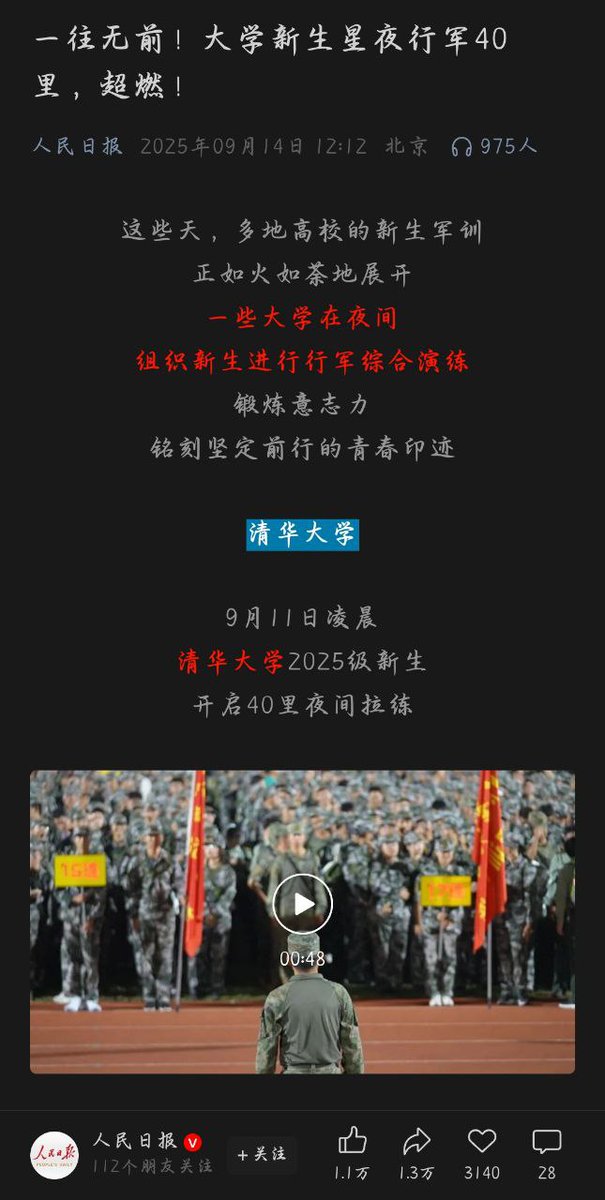 一往无前！大学新生星夜行军40
里，超燃！
人民日报 2025年09月14日 12:12 北京 975人
这些天，多地高校的新生军训
正如火如荼地展开
一些大学在夜间
组织新生进行行军综合演练
锻炼意志力
铭刻坚定前行的青春印迹
清华大学
9月11日凌晨
清华大学2025级新生
开启40里夜间拉练
15连
00:48
人民日报
PEOPLE'S DAILY
人民日报
112个朋友关注
+关注
1.1万
1.3万
3140
28